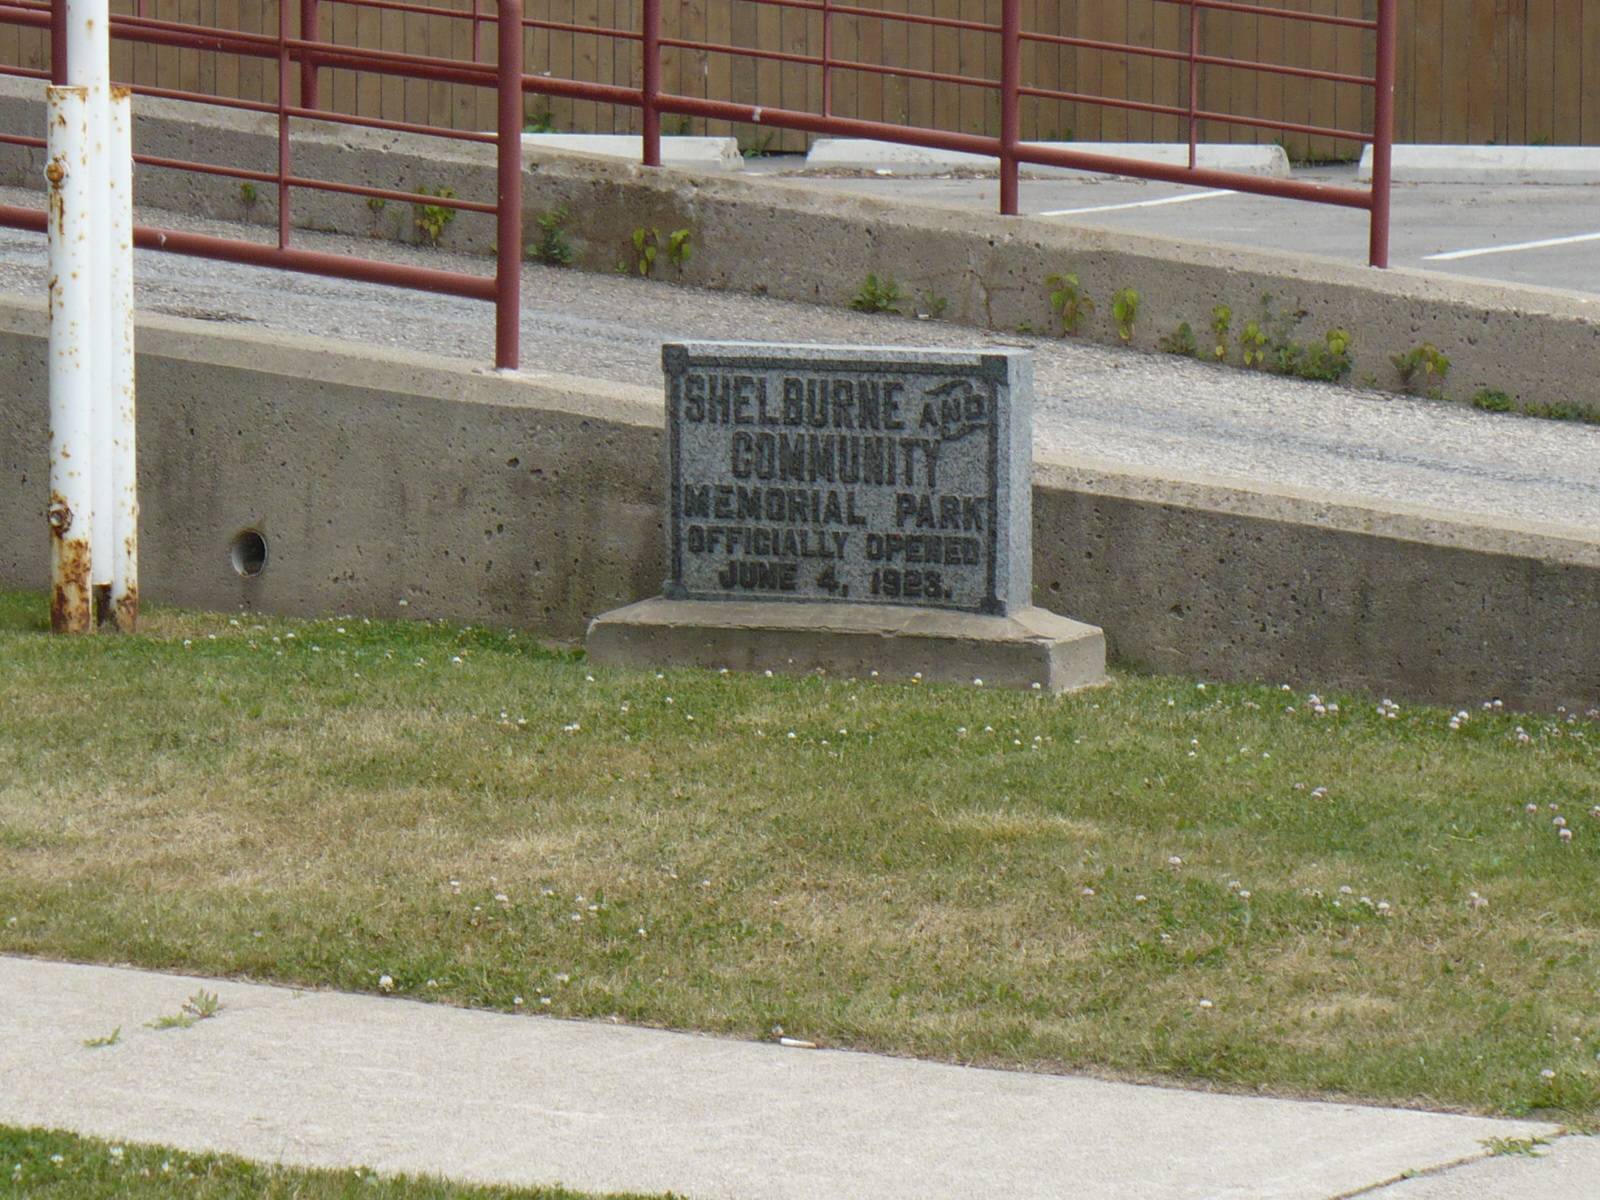 SHELBURNE AND
COMMUNITY
MEMORIAL PARK
OFFICIALLY OPENED
JUNE 4, 1923.